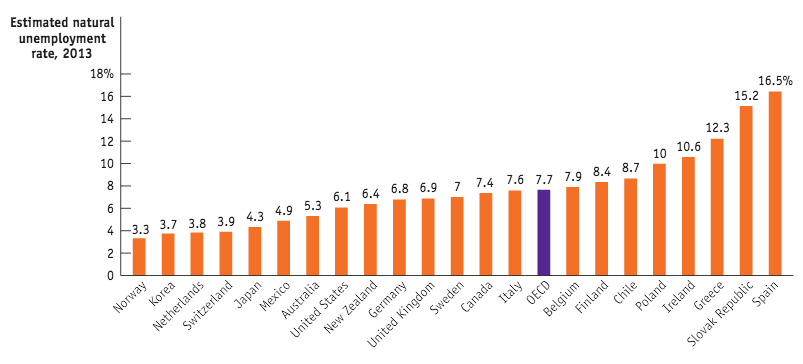 Estimated natural
unemployment
rate, 2013
18%
16
14
12
10
8
6
4
2
0
3.3
3.7
3.8
3.9
4.3
4.9
5.3
6.1
6.4
6.8
6.9
7
7.4
7.6
7.7
7.9
8.4
8.7
10
10.6
12.3
15.2
16.5%
Norway
Korea
Netherlands
Switzerland
Japan
Mexico
Australia
United States
New Zealand
Germany
United Kingdom
Sweden
Canada
Italy
OECD
Belgium
Finland
Chile
Poland
Ireland
Greece
Slovak Republic
Spain